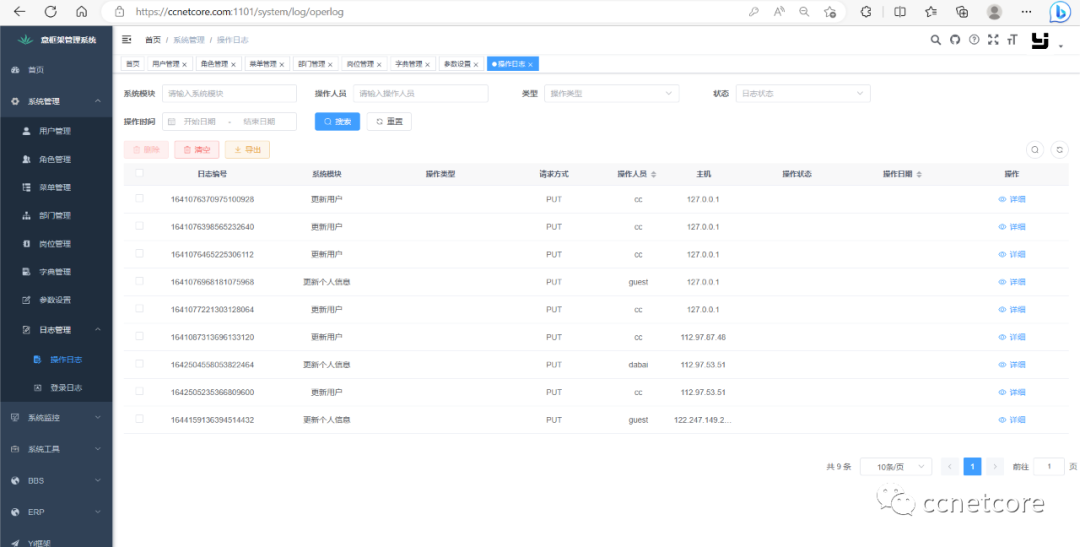 https://ccnetcore.com:1101/system/log/operlog
意框架管理系统
首页 / 系统管理 / 操作日志
首页
用户管理 ×
角色管理 ×
菜单管理 ×
部门管理 ×
岗位管理 ×
字典管理 ×
参数设置 ×
操作日志 ×
首页
系统管理
用户管理
角色管理
菜单管理
部门管理
岗位管理
字典管理
参数设置
日志管理
操作日志
登录日志
系统监控
系统工具
BBS
ERP
Yi框架
系统模块 请输入系统模块 操作人员 请输入操作人员 类型 操作类型 状态 日志状态
操作时间 开始日期 - 结束日期 搜索 重置
删除 清空 导出
日志编号 系统模块 操作类型 请求方式 操作人员 主机 操作状态 操作日期 操作
1641076370975100928 更新用户 PUT cc 127.0.0.1 详细
1641076398565232640 更新用户 PUT cc 127.0.0.1 详细
1641076465225306112 更新用户 PUT cc 127.0.0.1 详细
1641076968181075968 更新个人信息 PUT guest 127.0.0.1 详细
1641077221303128064 更新用户 PUT cc 127.0.0.1 详细
1641087313696133120 更新用户 PUT cc 112.97.87.48 详细
1642504558053822464 更新个人信息 PUT dabai 112.97.53.51 详细
1642505235366809600 更新用户 PUT cc 112.97.53.51 详细
1644159136394514432 更新个人信息 PUT guest 122.247.149.2... 详细
共 9 条 10条/页 1 前往 1 页
ccnetcore